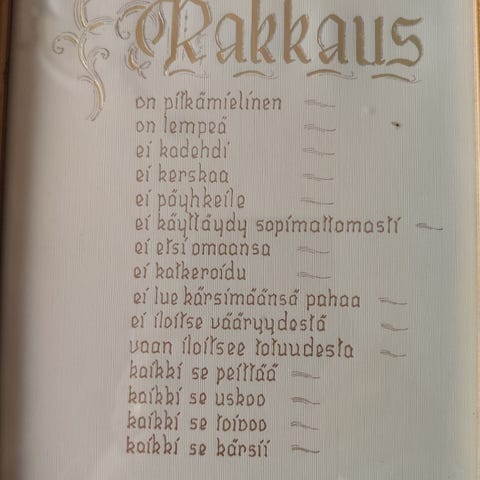 Rakkaus
on pitkämielinen
on lempeä
ei kadehdi
ei kerskaa
ei pöyhkeile
ei käyttäydy sopimattomasti
ei etsi omaansa
ei katkeroidu
ei lue kärsimäänsä pahaa
ei iloitse vääryydestä
vaan iloitsee totuudesta
kaikki se peittää
kaikki se uskoo
kaikki se toivoo
kaikki se kärsii